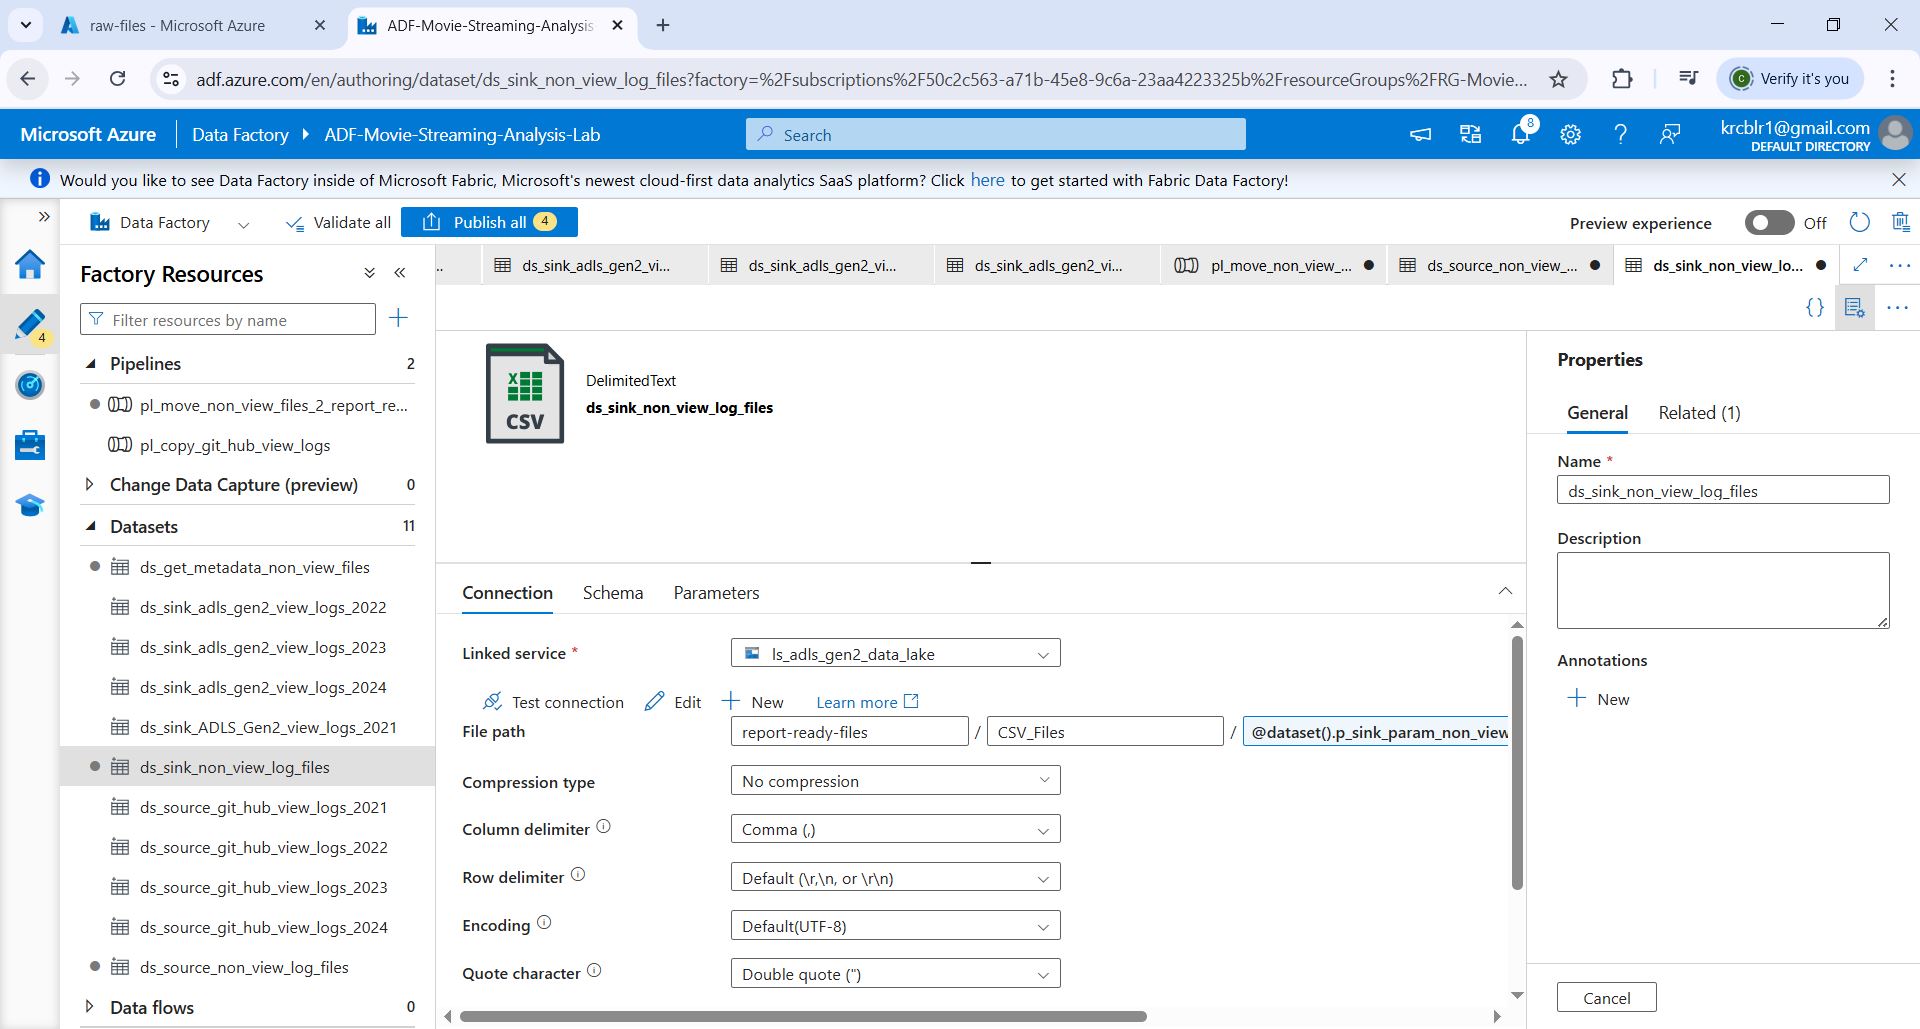 raw-files - Microsoft Azure
ADF-Movie-Streaming-Analysis
adf.azure.com/en/authoring/dataset/ds_sink_non_view_log_files?factory=%2Fsubscriptions%2F50c2c563-a71b-45e8-9c6a-23aa4223325b%2FresourceGroups%2FRG-Movie...
Verify it's you
Microsoft Azure
Data Factory
ADF-Movie-Streaming-Analysis-Lab
Search
8
krcblr1@gmail.com
DEFAULT DIRECTORY
Would you like to see Data Factory inside of Microsoft Fabric, Microsoft's newest cloud-first data analytics SaaS platform? Click here to get started with Fabric Data Factory!
Data Factory
Validate all
Publish all 4
Preview experience
Off
4
Factory Resources
Filter resources by name
Pipelines 2
pl_move_non_view_files_2_report_re...
pl_copy_git_hub_view_logs
Change Data Capture (preview) 0
Datasets 11
ds_get_metadata_non_view_files
ds_sink_adls_gen2_view_logs_2022
ds_sink_adls_gen2_view_logs_2023
ds_sink_adls_gen2_view_logs_2024
ds_sink_ADLS_Gen2_view_logs_2021
ds_sink_non_view_log_files
ds_source_git_hub_view_logs_2021
ds_source_git_hub_view_logs_2022
ds_source_git_hub_view_logs_2023
ds_source_git_hub_view_logs_2024
ds_source_non_view_log_files
Data flows 0
..
ds_sink_adls_gen2_vi...
ds_sink_adls_gen2_vi...
ds_sink_adls_gen2_vi...
pl_move_non_view_...
ds_source_non_view_...
ds_sink_non_view_lo...
CSV
DelimitedText
ds_sink_non_view_log_files
Connection
Schema
Parameters
Linked service *
ls_adls_gen2_data_lake
Test connection
Edit
New
Learn more
File path
report-ready-files / CSV_Files / @dataset().p_sink_param_non_view
Compression type
No compression
Column delimiter
Comma (,)
Row delimiter
Default (\r,\n, or \r\n)
Encoding
Default(UTF-8)
Quote character
Double quote (")
Properties
General
Related (1)
Name *
ds_sink_non_view_log_files
Description
Annotations
New
Cancel